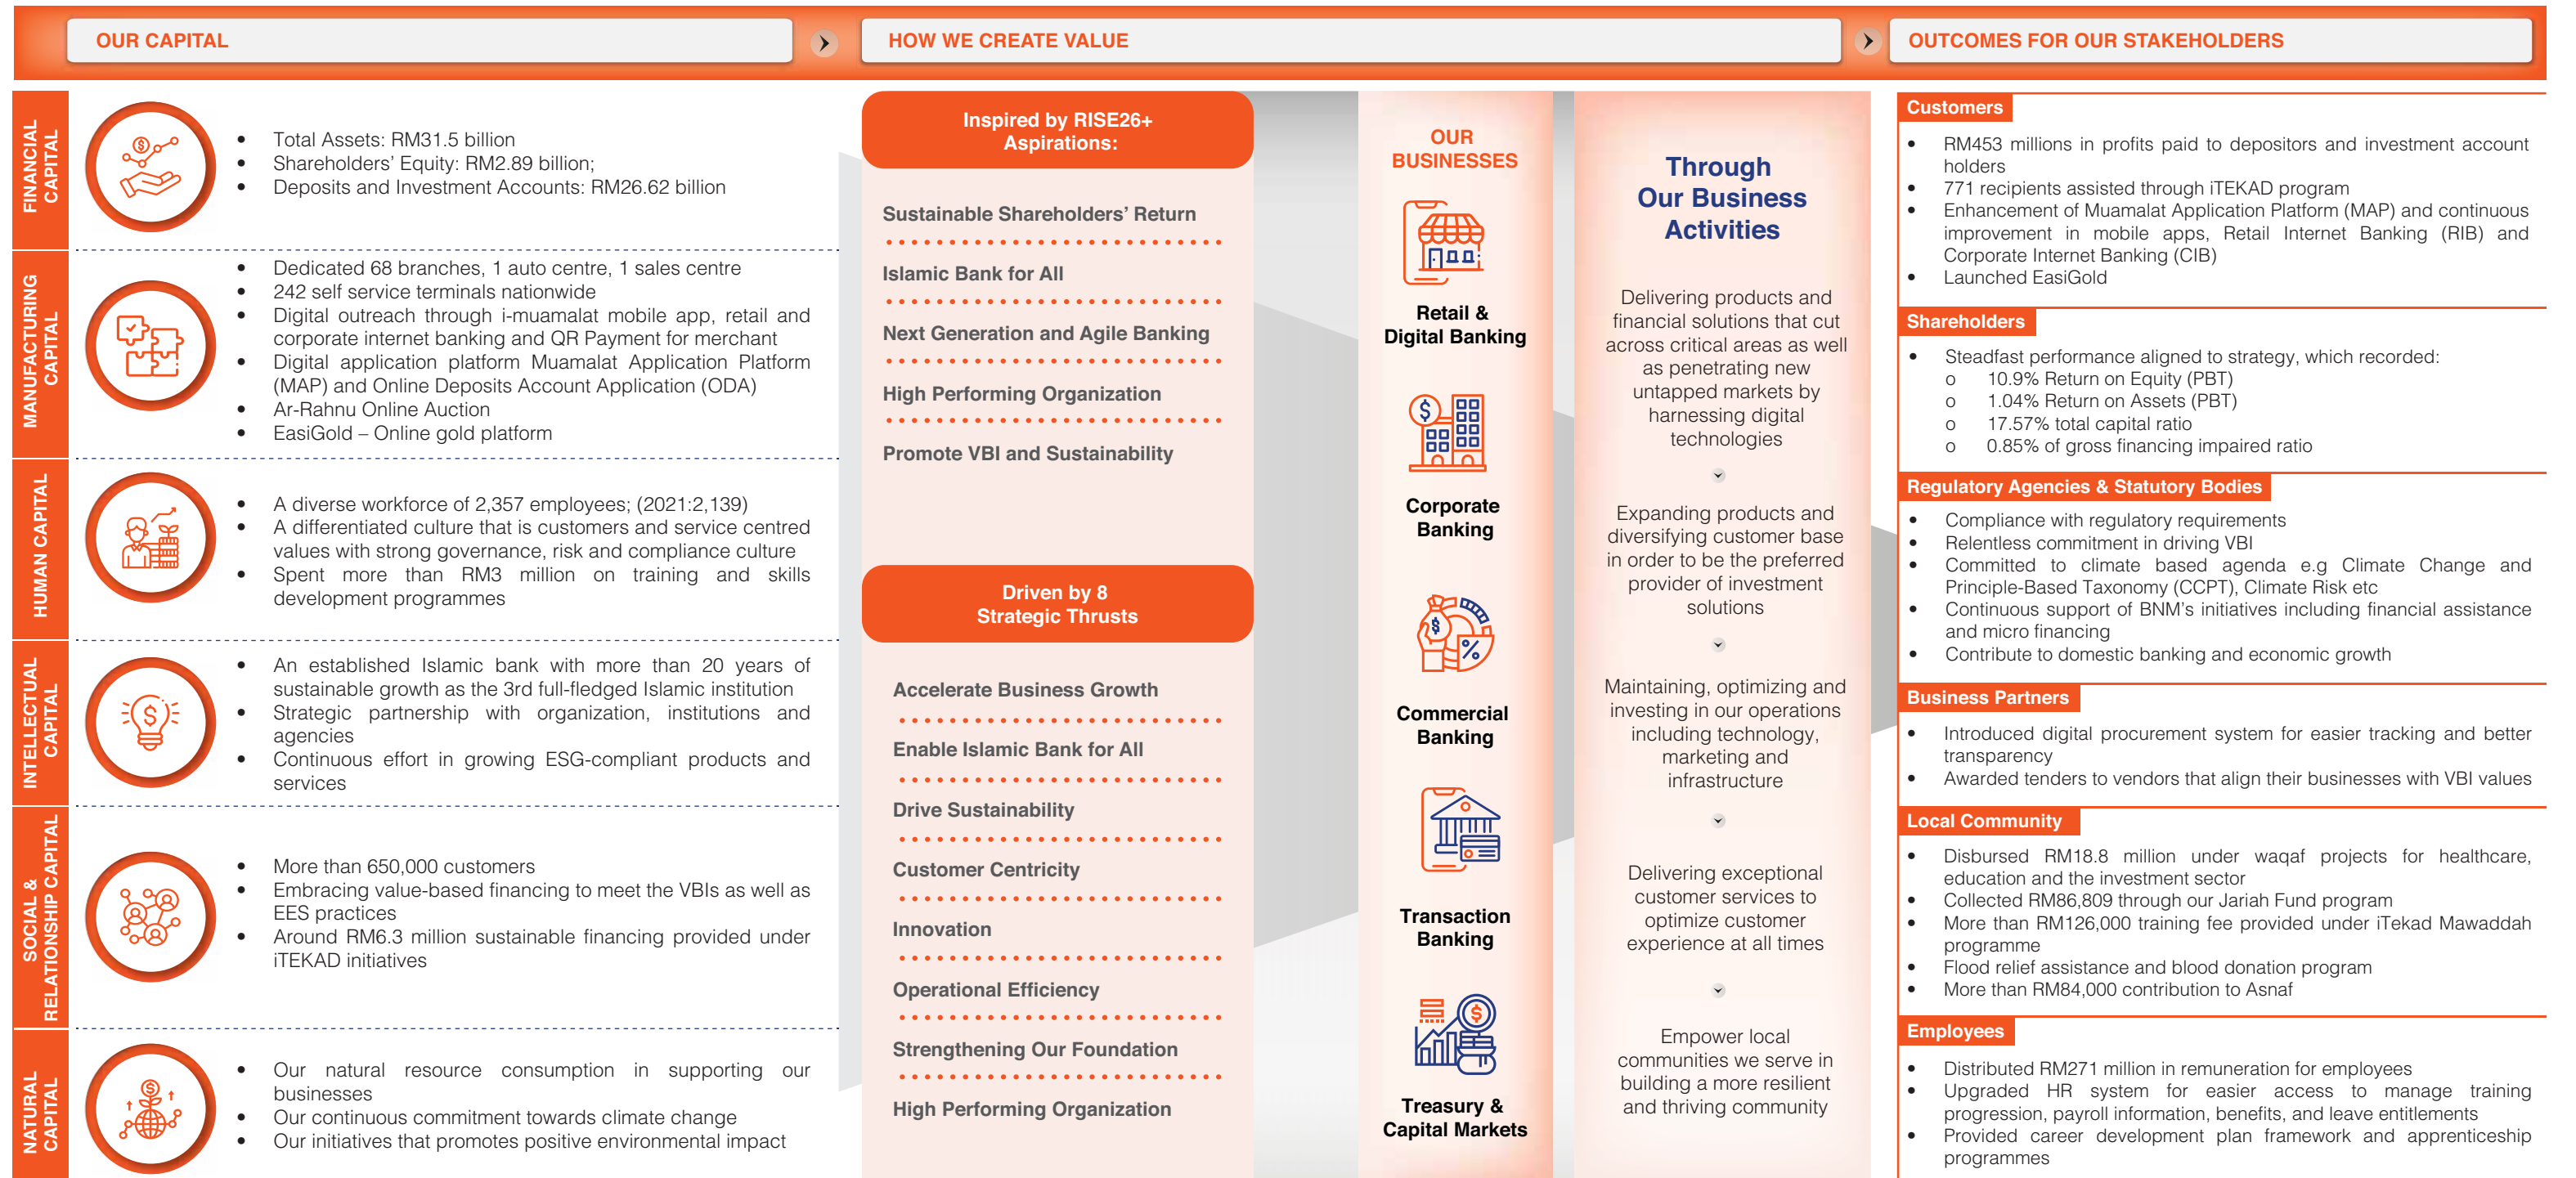 OUR CAPITAL
HOW WE CREATE VALUE
OUTCOMES FOR OUR STAKEHOLDERS
FINANCIAL
CAPITAL
• Total Assets: RM31.5 billion
• Shareholders' Equity: RM2.89 billion;
• Deposits and Investment Accounts: RM26.62 billion
MANUFACTURING
CAPITAL
• Dedicated 68 branches, 1 auto centre, 1 sales centre
• 242 self service terminals nationwide
• Digital outreach through i-muamalat mobile app, retail and
corporate internet banking and QR Payment for merchant
• Digital application platform Muamalat Application Platform
(MAP) and Online Deposits Account Application (ODA)
• Ar-Rahnu Online Auction
• EasiGold – Online gold platform
HUMAN CAPITAL
• A diverse workforce of 2,357 employees; (2021:2,139)
• A differentiated culture that is customers and service centred
values with strong governance, risk and compliance culture
• Spent more than RM3 million on training and skills
development programmes
INTELLECTUAL
CAPITAL
• An established Islamic bank with more than 20 years of
sustainable growth as the 3rd full-fledged Islamic institution
• Strategic partnership with organization, institutions and
agencies
• Continuous effort in growing ESG-compliant products and
services
SOCIAL &
RELATIONSHIP CAPITAL
• More than 650,000 customers
• Embracing value-based financing to meet the VBIs as well as
EES practices
• Around RM6.3 million sustainable financing provided under
iTEKAD initiatives
NATURAL
CAPITAL
• Our natural resource consumption in supporting our
businesses
• Our continuous commitment towards climate change
• Our initiatives that promotes positive environmental impact
Inspired by RISE26+
Aspirations:
Sustainable Shareholders' Return
Islamic Bank for All
Next Generation and Agile Banking
High Performing Organization
Promote VBI and Sustainability
Driven by 8
Strategic Thrusts
Accelerate Business Growth
Enable Islamic Bank for All
Drive Sustainability
Customer Centricity
Innovation
Operational Efficiency
Strengthening Our Foundation
High Performing Organization
OUR
BUSINESSES
Retail &
Digital Banking
Corporate
Banking
Commercial
Banking
Transaction
Banking
Treasury &
Capital Markets
Through
Our Business
Activities
Delivering products and
financial solutions that cut
across critical areas as well
as penetrating new
untapped markets by
harnessing digital
technologies
Expanding products and
diversifying customer base
in order to be the preferred
provider of investment
solutions
Maintaining, optimizing and
investing in our operations
including technology,
marketing and
infrastructure
Delivering exceptional
customer services to
optimize customer
experience at all times
Empower local
communities we serve in
building a more resilient
and thriving community
Customers
• RM453 millions in profits paid to depositors and investment account
holders
• 771 recipients assisted through iTEKAD program
• Enhancement of Muamalat Application Platform (MAP) and continuous
improvement in mobile apps, Retail Internet Banking (RIB) and
Corporate Internet Banking (CIB)
• Launched EasiGold
Shareholders
• Steadfast performance aligned to strategy, which recorded:
o 10.9% Return on Equity (PBT)
o 1.04% Return on Assets (PBT)
o 17.57% total capital ratio
o 0.85% of gross financing impaired ratio
Regulatory Agencies & Statutory Bodies
• Compliance with regulatory requirements
• Relentless commitment in driving VBI
• Committed to climate based agenda e.g Climate Change and
Principle-Based Taxonomy (CCPT), Climate Risk etc
• Continuous support of BNM's initiatives including financial assistance
and micro financing
• Contribute to domestic banking and economic growth
Business Partners
• Introduced digital procurement system for easier tracking and better
transparency
• Awarded tenders to vendors that align their businesses with VBI values
Local Community
• Disbursed RM18.8 million under waqaf projects for healthcare,
education and the investment sector
• Collected RM86,809 through our Jariah Fund program
• More than RM126,000 training fee provided under iTekad Mawaddah
programme
• Flood relief assistance and blood donation program
• More than RM84,000 contribution to Asnaf
Employees
• Distributed RM271 million in remuneration for employees
• Upgraded HR system for easier access to manage training
progression, payroll information, benefits, and leave entitlements
• Provided career development plan framework and apprenticeship
programmes